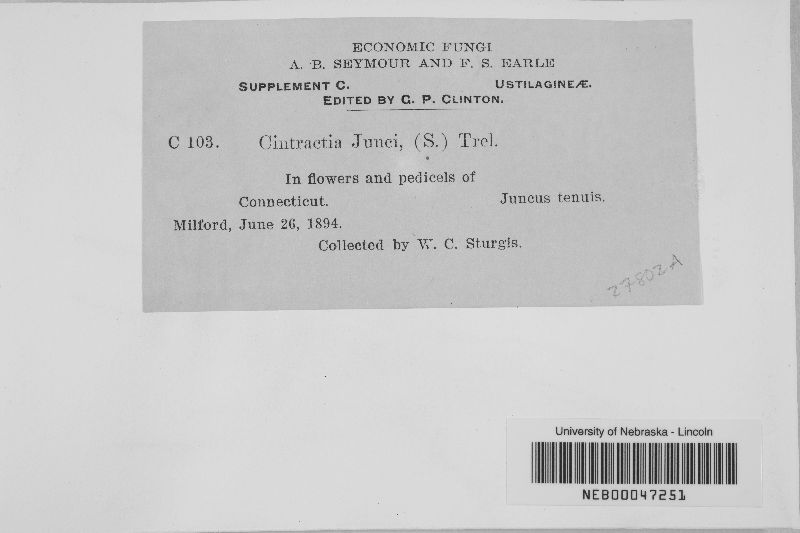 ECONOMIC FUNGI
A. B. SEYMOUR AND F. S. EARLE
SUPPLEMENT C. USTILAGINEÆ.
EDITED BY G. P. CLINTON.
C 103. Cintractia Junci, (S.) Trel.
In flowers and pedicels of
Connecticut. Juncus tenuis.
Milford, June 26, 1894.
Collected by W. C. Sturgis.
27802A
University of Nebraska - Lincoln
NEB00047251